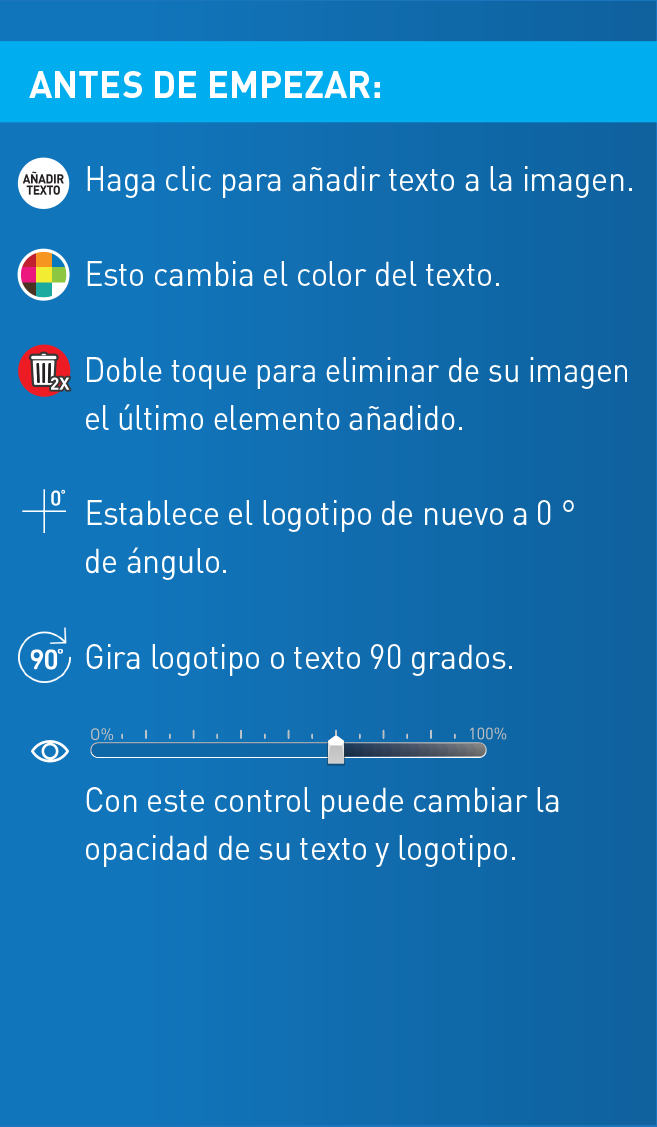 ANTES DE EMPEZAR:
AÑADIR
TEXTO
Haga clic para añadir texto a la imagen.
Esto cambia el color del texto.
2X
Doble toque para eliminar de su imagen
el último elemento añadido.
0°
Establece el logotipo de nuevo a 0 °
de ángulo.
90°
Gira logotipo o texto 90 grados.
0% 100%
Con este control puede cambiar la
opacidad de su texto y logotipo.